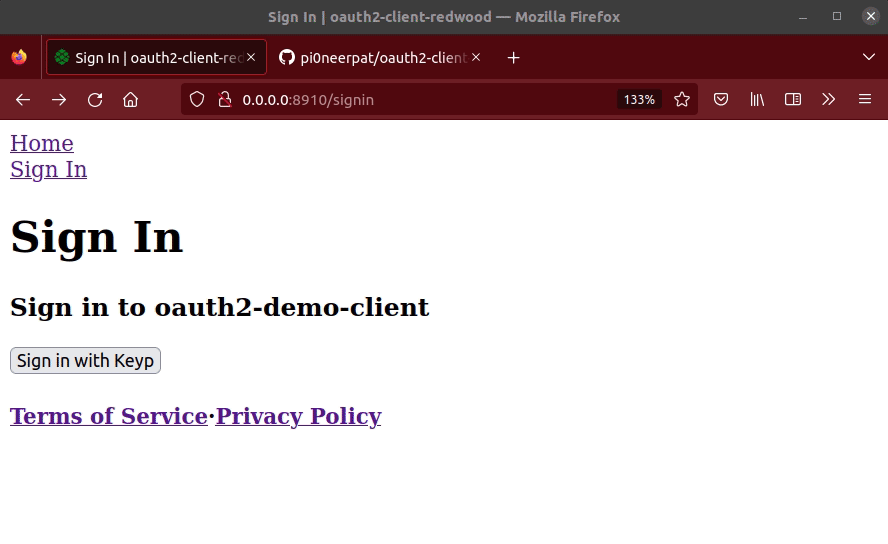 Sign In | oauth2-client-redwood — Mozilla Firefox
Sign In | oauth2-client-red
pi0neerpat/oauth2-client
0.0.0.0:8910/signin
133%
Home
Sign In
Sign In
Sign in to oauth2-demo-client
Sign in with Keyp
Terms of Service·Privacy Policy